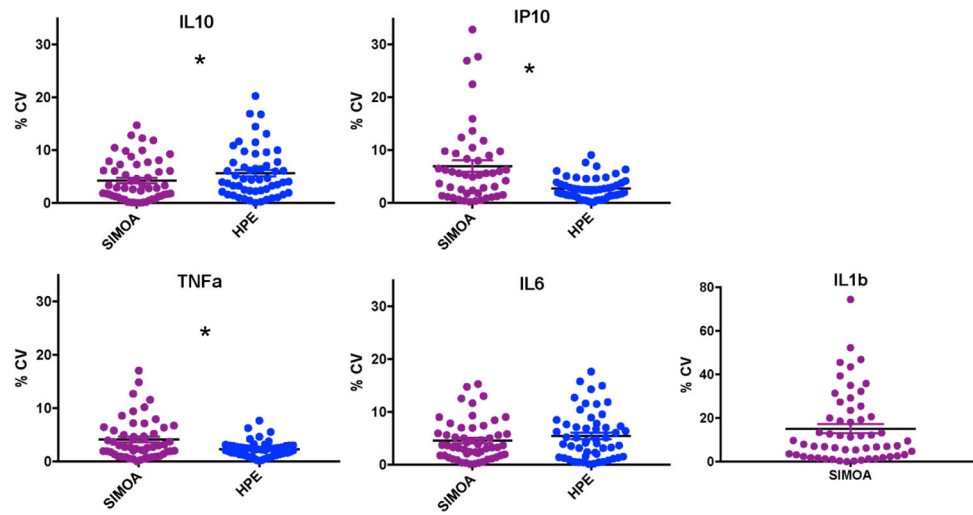 IL10
*
% CV
30
20
10
0
SIMOA
HPE
IP10
*
% CV
30
20
10
0
SIMOA
HPE
TNFa
*
% CV
30
20
10
0
SIMOA
HPE
IL6
% CV
30
20
10
0
SIMOA
HPE
IL1b
% CV
80
60
40
20
0
SIMOA